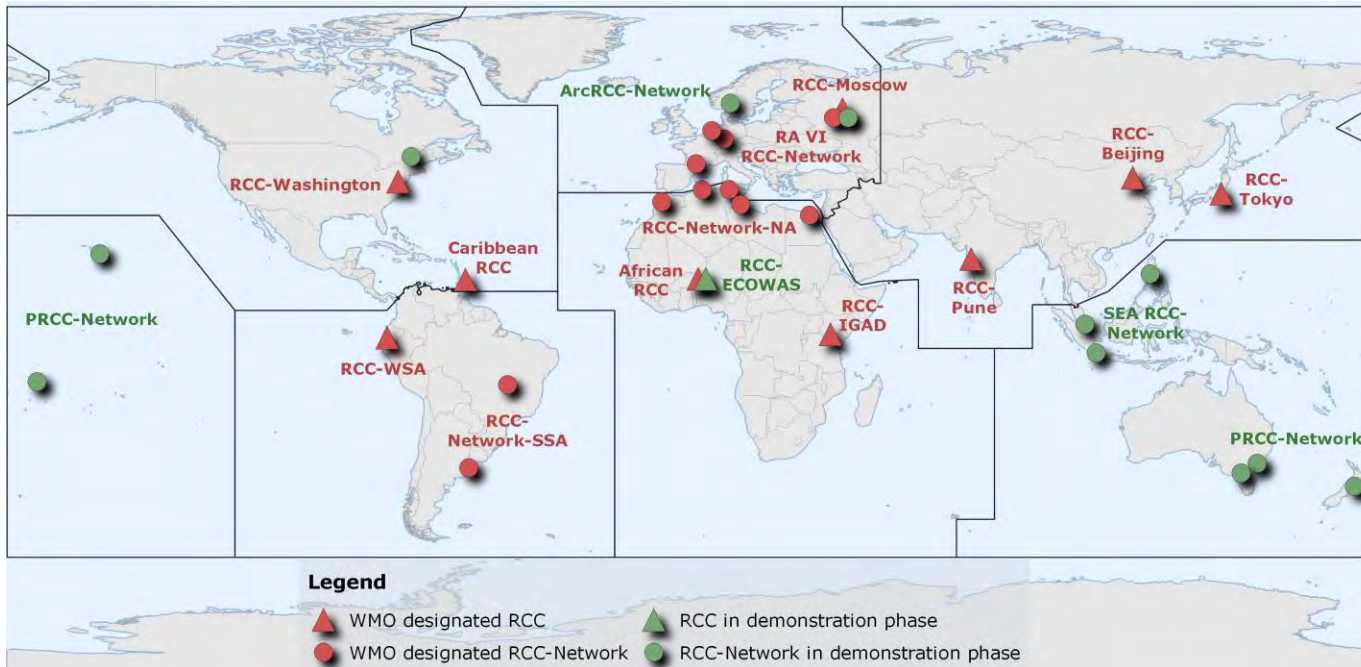 ArcRCC-Network
RCC-Moscow
RA VI
RCC-Network
RCC-
Beijing
RCC-Washington
RCC-
Tokyo
RCC-Network-NA
Caribbean
RCC
African
RCC
RCC-
ECOWAS
RCC-
IGAD
RCC-
Pune
PRCC-Network
SEA RCC-
Network
RCC-WSA
RCC-
Network-SSA
PRCC-Network
Legend
WMO designated RCC
RCC in demonstration phase
WMO designated RCC-Network
RCC-Network in demonstration phase